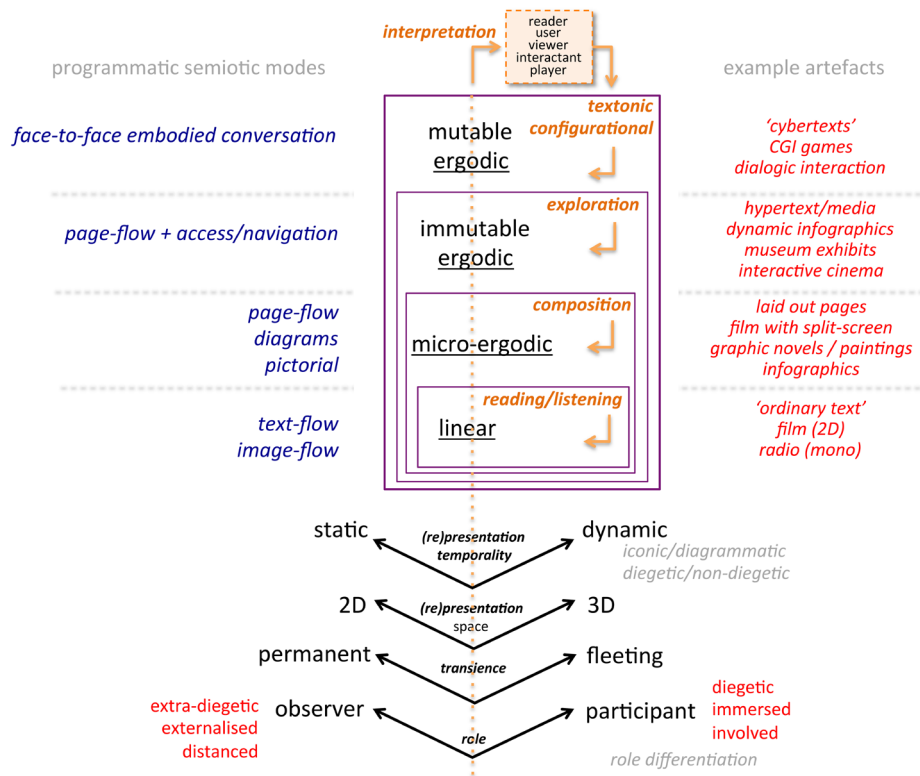 interpretation
reader
user
viewer
interactant
player
programmatic semiotic modes
example artefacts
textonic
configurational
face-to-face embodied conversation
mutable
ergodic
‘cybertexts’
CGI games
dialogic interaction
exploration
page-flow + access/navigation
immutable
ergodic
hypertext/media
dynamic infographics
museum exhibits
interactive cinema
composition
page-flow
diagrams
pictorial
micro-ergodic
laid out pages
film with split-screen
graphic novels / paintings
infographics
reading/listening
text-flow
image-flow
linear
‘ordinary text’
film (2D)
radio (mono)
static
(re)presentation
temporality
dynamic
iconic/diagrammatic
diegetic/non-diegetic
2D
(re)presentation
space
3D
permanent
transience
fleeting
extra-diegetic
externalised
distanced
observer
role
participant
diegetic
immersed
involved
role differentiation